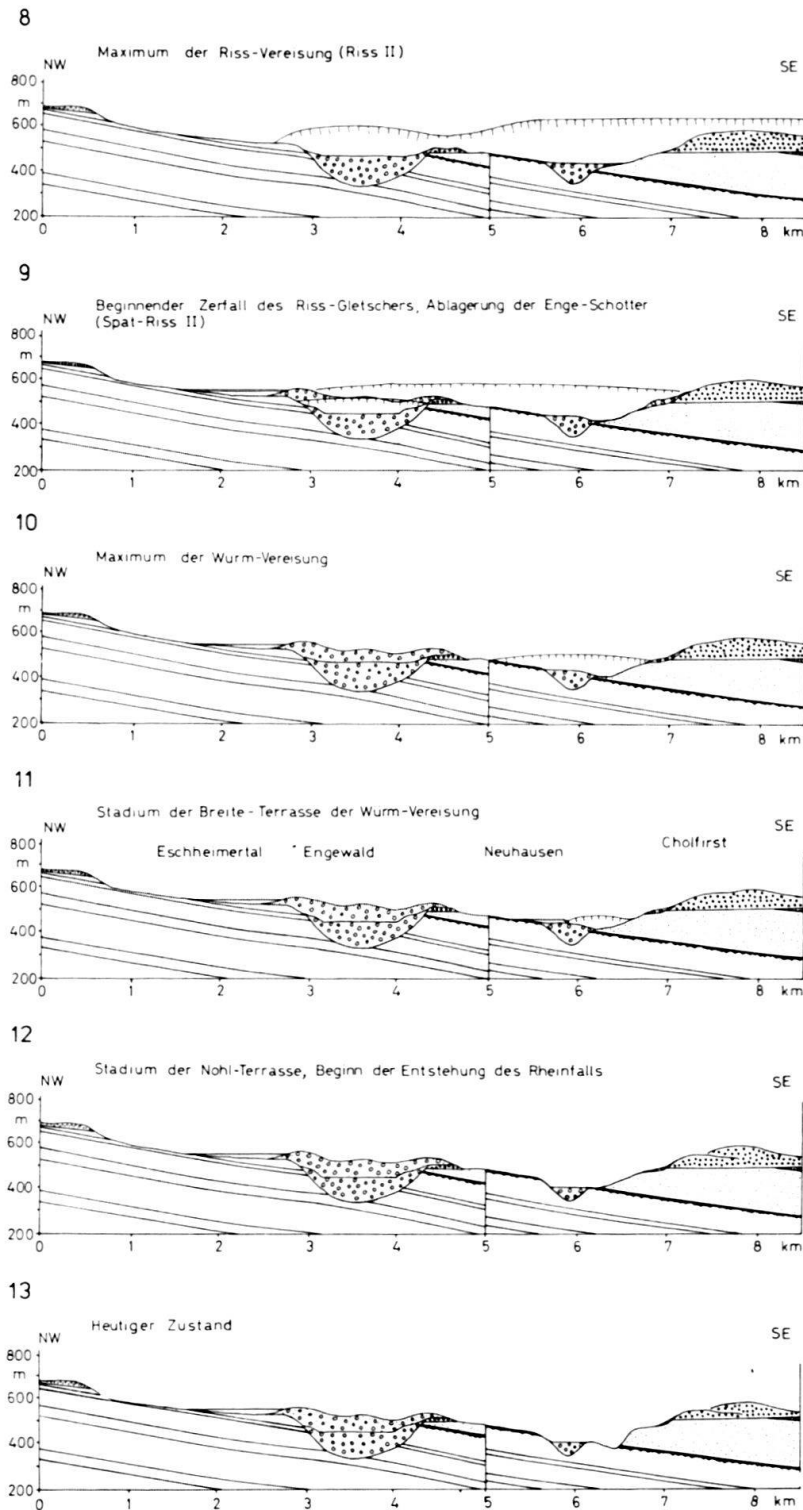 8
Maximum der Riss-Vereisung (Riss II)
NW SE
800
m
600
400
200
0 1 2 3 4 5 6 7 8 km
9
Beginnender Zerfall des Riss-Gletschers, Ablagerung der Enge-Schotter
NW (Spat-Riss II) SE
800
m
600
400
200
0 1 2 3 4 5 6 7 8 km
10
Maximum der Wurm-Vereisung
NW SE
800
m
600
400
200
0 1 2 3 4 5 6 7 8 km
11
Stadium der Breite-Terrasse der Wurm-Vereisung
NW SE
Eschheimertal Engewald Neuhausen Cholfirst
800
m
600
400
200
0 1 2 3 4 5 6 7 8 km
12
Stadium der Nohl-Terrasse, Beginn der Entstehung des Rheinfalls
NW SE
800
m
600
400
200
0 1 2 3 4 5 6 7 8 km
13
Heutiger Zustand
NW SE
800
m
600
400
200
0 1 2 3 4 5 6 7 8 km